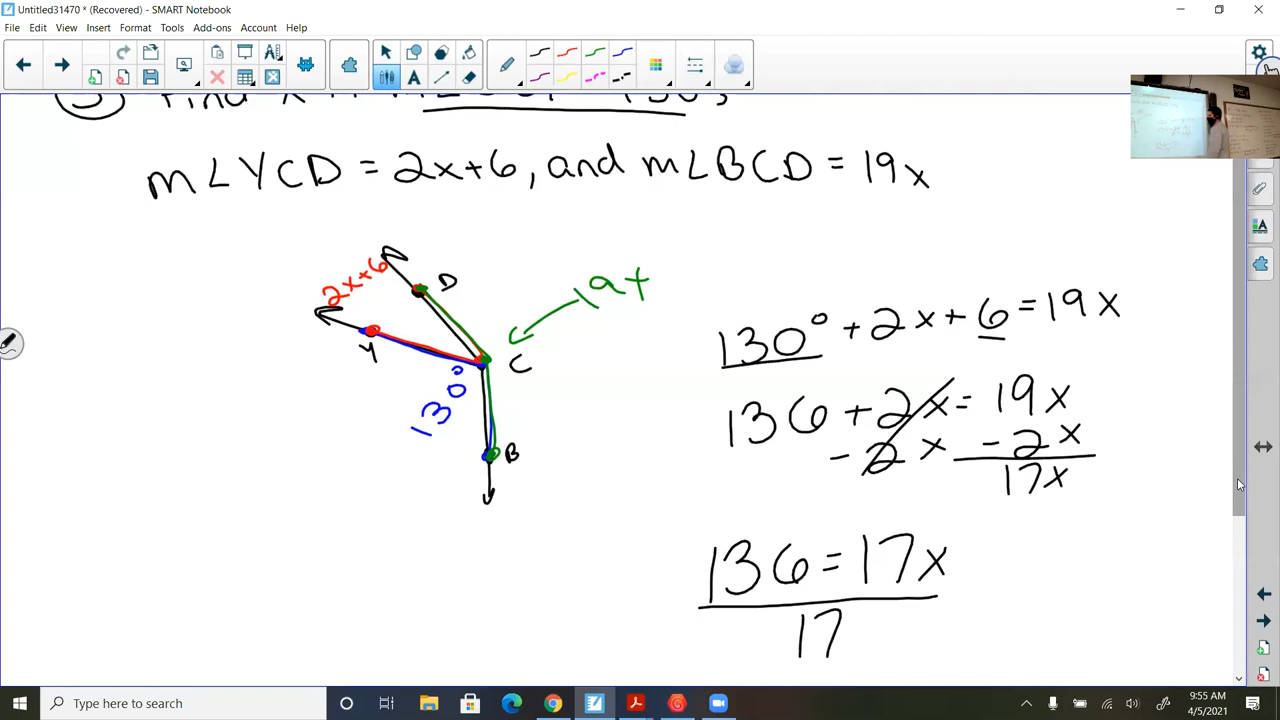 Untitled31470 * (Recovered) - SMART Notebook
File Edit View Insert Format Tools Add-ons Account Help
m∠YCD = 2x+6, and m∠BCD = 19x
2x+6
D
19x
Y
C
130°
B
130° + 2x + 6 = 19x
136 + 2x = 19x
- 2x - 2x
17x
136 = 17x
17
Type here to search
9:55 AM
4/5/2021